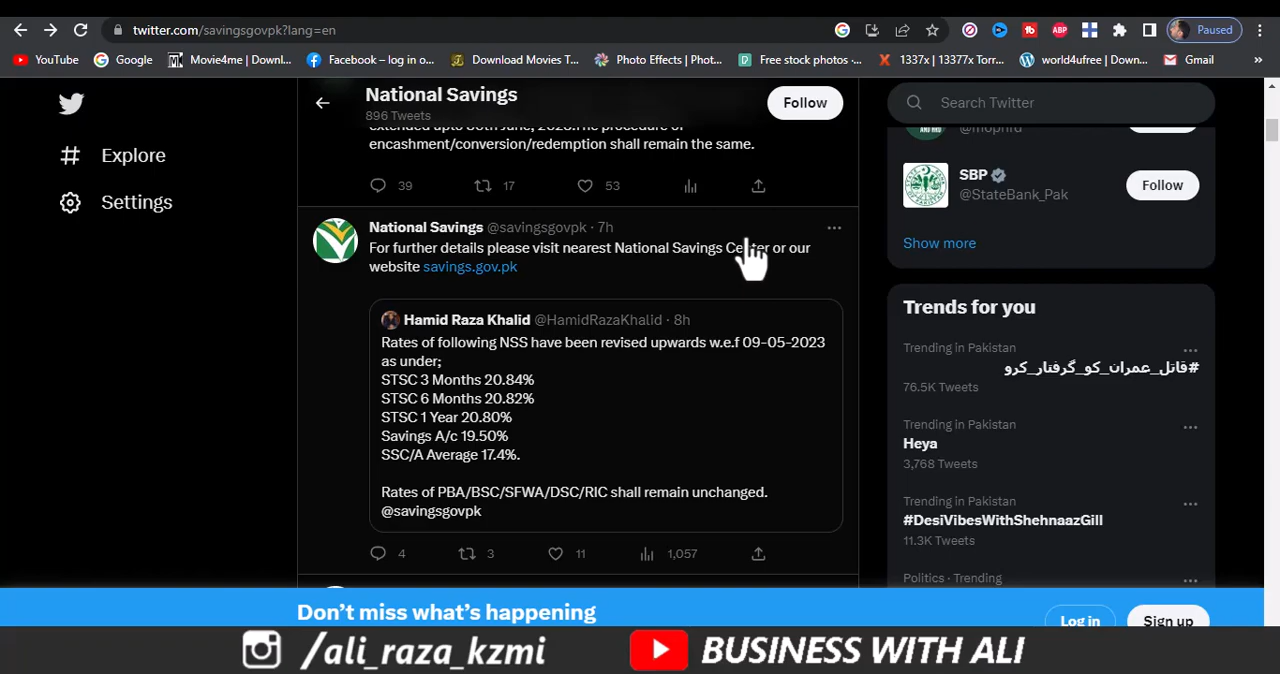 twitter.com/savingsgovpk?lang=en
Paused
YouTube
Google
Movie4me | Downl...
Facebook – log in o...
Download Movies T...
Photo Effects | Phot...
Free stock photos ·...
1337x | 13377x Torr...
world4ufree | Down...
Gmail
»
National Savings
896 Tweets
Follow
encashment/conversion/redemption shall remain the same.
39
17
53
National Savings @savingsgovpk · 7h
For further details please visit nearest National Savings Center or our
website savings.gov.pk
Hamid Raza Khalid @HamidRazaKhalid · 8h
Rates of following NSS have been revised upwards w.e.f 09-05-2023
as under;
STSC 3 Months 20.84%
STSC 6 Months 20.82%
STSC 1 Year 20.80%
Savings A/c 19.50%
SSC/A Average 17.4%.
Rates of PBA/BSC/SFWA/DSC/RIC shall remain unchanged.
@savingsgovpk
4
3
11
1,057
Explore
Settings
Search Twitter
SBP
@StateBank_Pak
Follow
Show more
Trends for you
Trending in Pakistan
#قاتل_عمران_کو_گرفتار_کرو
76.5K Tweets
Trending in Pakistan
Heya
3,768 Tweets
Trending in Pakistan
#DesiVibesWithShehnaazGill
11.3K Tweets
Politics · Trending
Don't miss what's happening
Log in
Sign up
/ali_raza_kzmi
BUSINESS WITH ALI